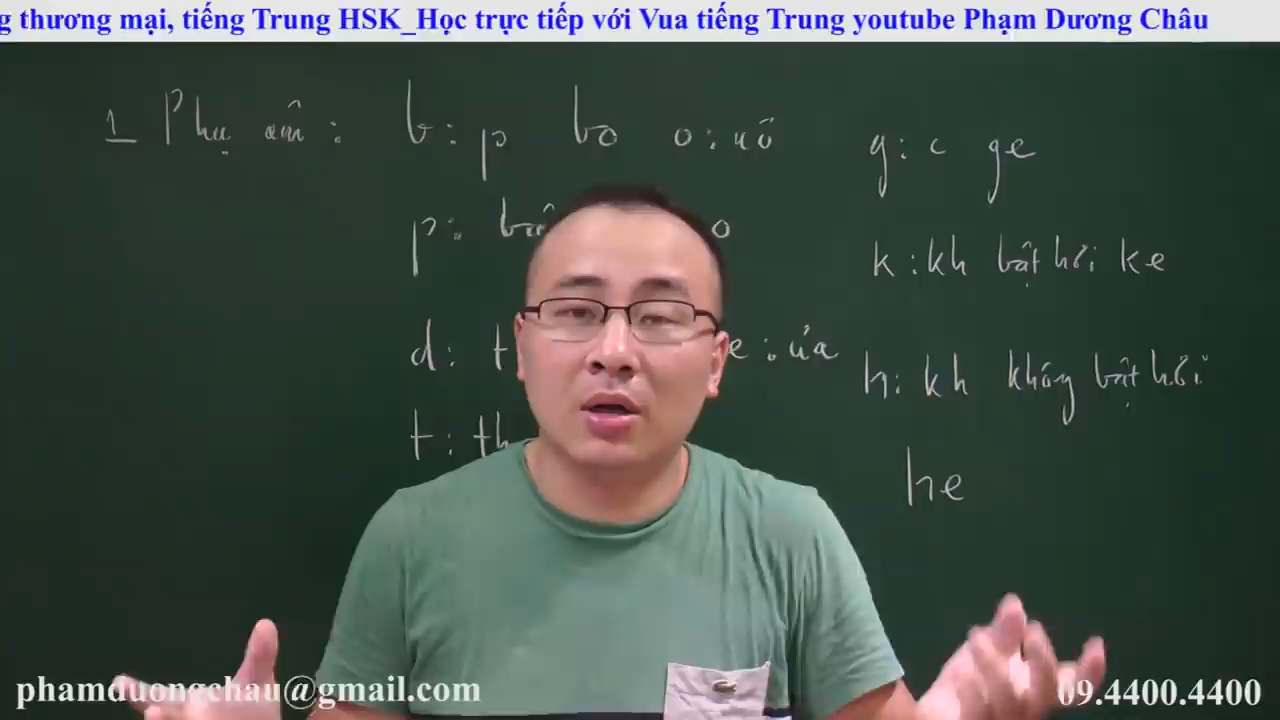 g thương mại, tiếng Trung HSK_Học trực tiếp với Vua tiếng Trung youtube Phạm Dương Châu
1 Phụ âm : b : p bo o : uô
p : o
d : t e : ưa
t : th
g : c ge
k : kh bật hơi ke
h : kh không bật hơi
he
phamduongchau@gmail.com
09.4400.4400